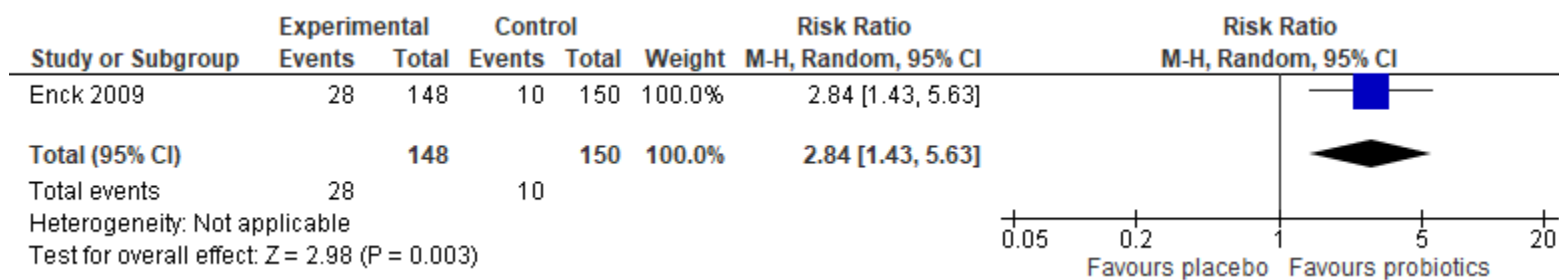 Experimental Control Risk Ratio Risk Ratio
Study or Subgroup Events Total Events Total Weight M-H, Random, 95% CI M-H, Random, 95% CI
Enck 2009 28 148 10 150 100.0% 2.84 [1.43, 5.63]
Total (95% CI) 148 150 100.0% 2.84 [1.43, 5.63]
Total events 28 10
Heterogeneity: Not applicable
Test for overall effect: Z = 2.98 (P = 0.003)
0.05 0.2 1 5 20
Favours placebo Favours probiotics